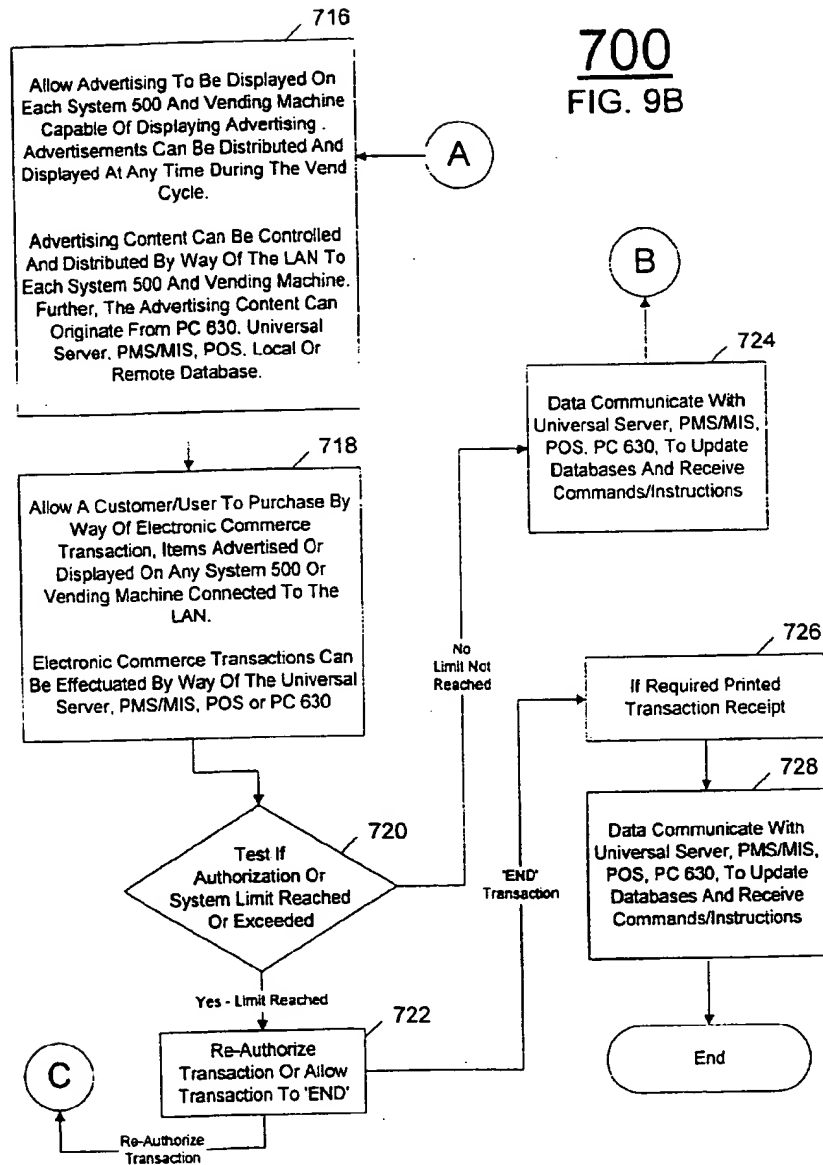 700
FIG. 9B
716
Allow Advertising To Be Displayed On
Each System 500 And Vending Machine
Capable Of Displaying Advertising .
Advertisements Can Be Distributed And
Displayed At Any Time During The Vend
Cycle.
Advertising Content Can Be Controlled
And Distributed By Way Of The LAN To
Each System 500 And Vending Machine.
Further, The Advertising Content Can
Originate From PC 630. Universal
Server. PMS/MIS, POS. Local Or
Remote Database.
A
718
Allow A Customer/User To Purchase By
Way Of Electronic Commerce
Transaction, Items Advertised Or
Displayed On Any System 500 Or
Vending Machine Connected To The
LAN.
Electronic Commerce Transactions Can
Be Effectuated By Way Of The Universal
Server, PMS/MIS, POS or PC 630
720
Test If
Authorization Or
System Limit Reached
Or Exceeded
Yes - Limit Reached
722
Re-Authorize
Transaction Or Allow
Transaction To 'END'
C
Re-Authorize
Transaction
No
Limit Not
Reached
B
724
Data Communicate With
Universal Server, PMS/MIS,
POS. PC 630, To Update
Databases And Receive
Commands/Instructions
'END'
Transaction
726
If Required Printed
Transaction Receipt
728
Data Communicate With
Universal Server, PMS/MIS,
POS, PC 630, To Update
Databases And Receive
Commands/Instructions
End